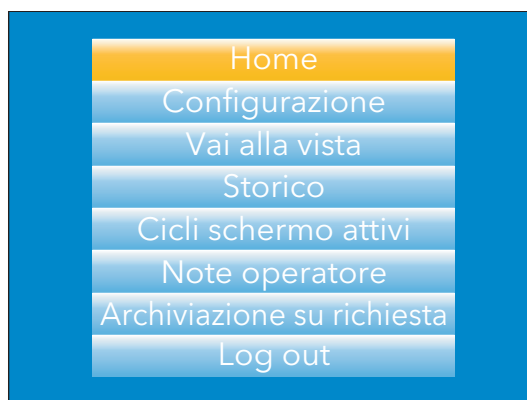 Home
Configurazione
Vai alla vista
Storico
Cicli schermo attivi
Note operatore
Archiviazione su richiesta
Log out